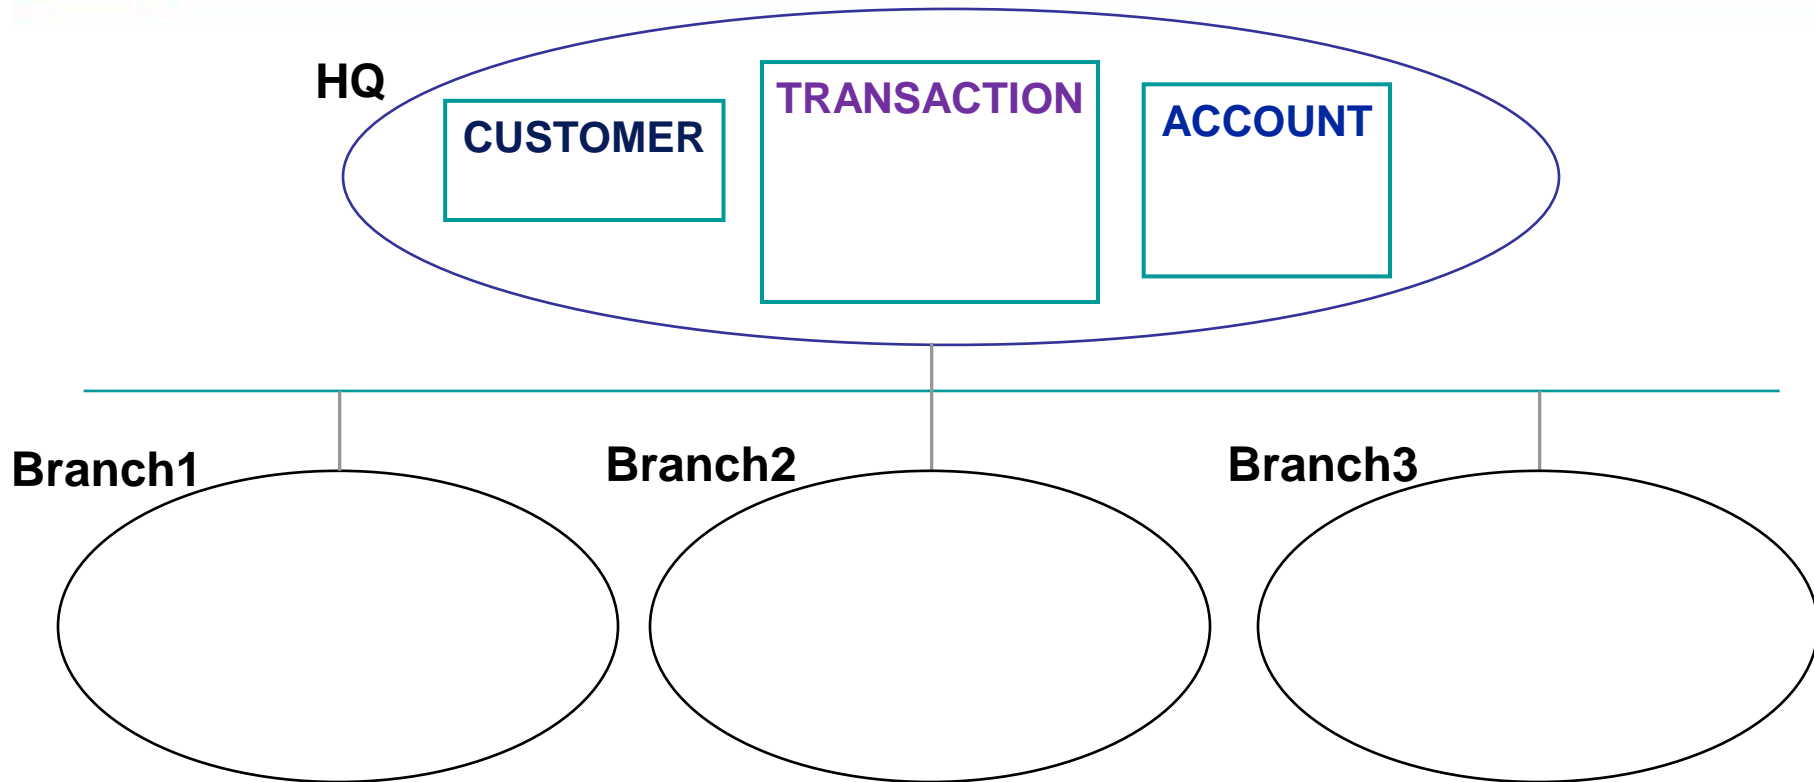 HQ
CUSTOMER
TRANSACTION
ACCOUNT
Branch1
Branch2
Branch3